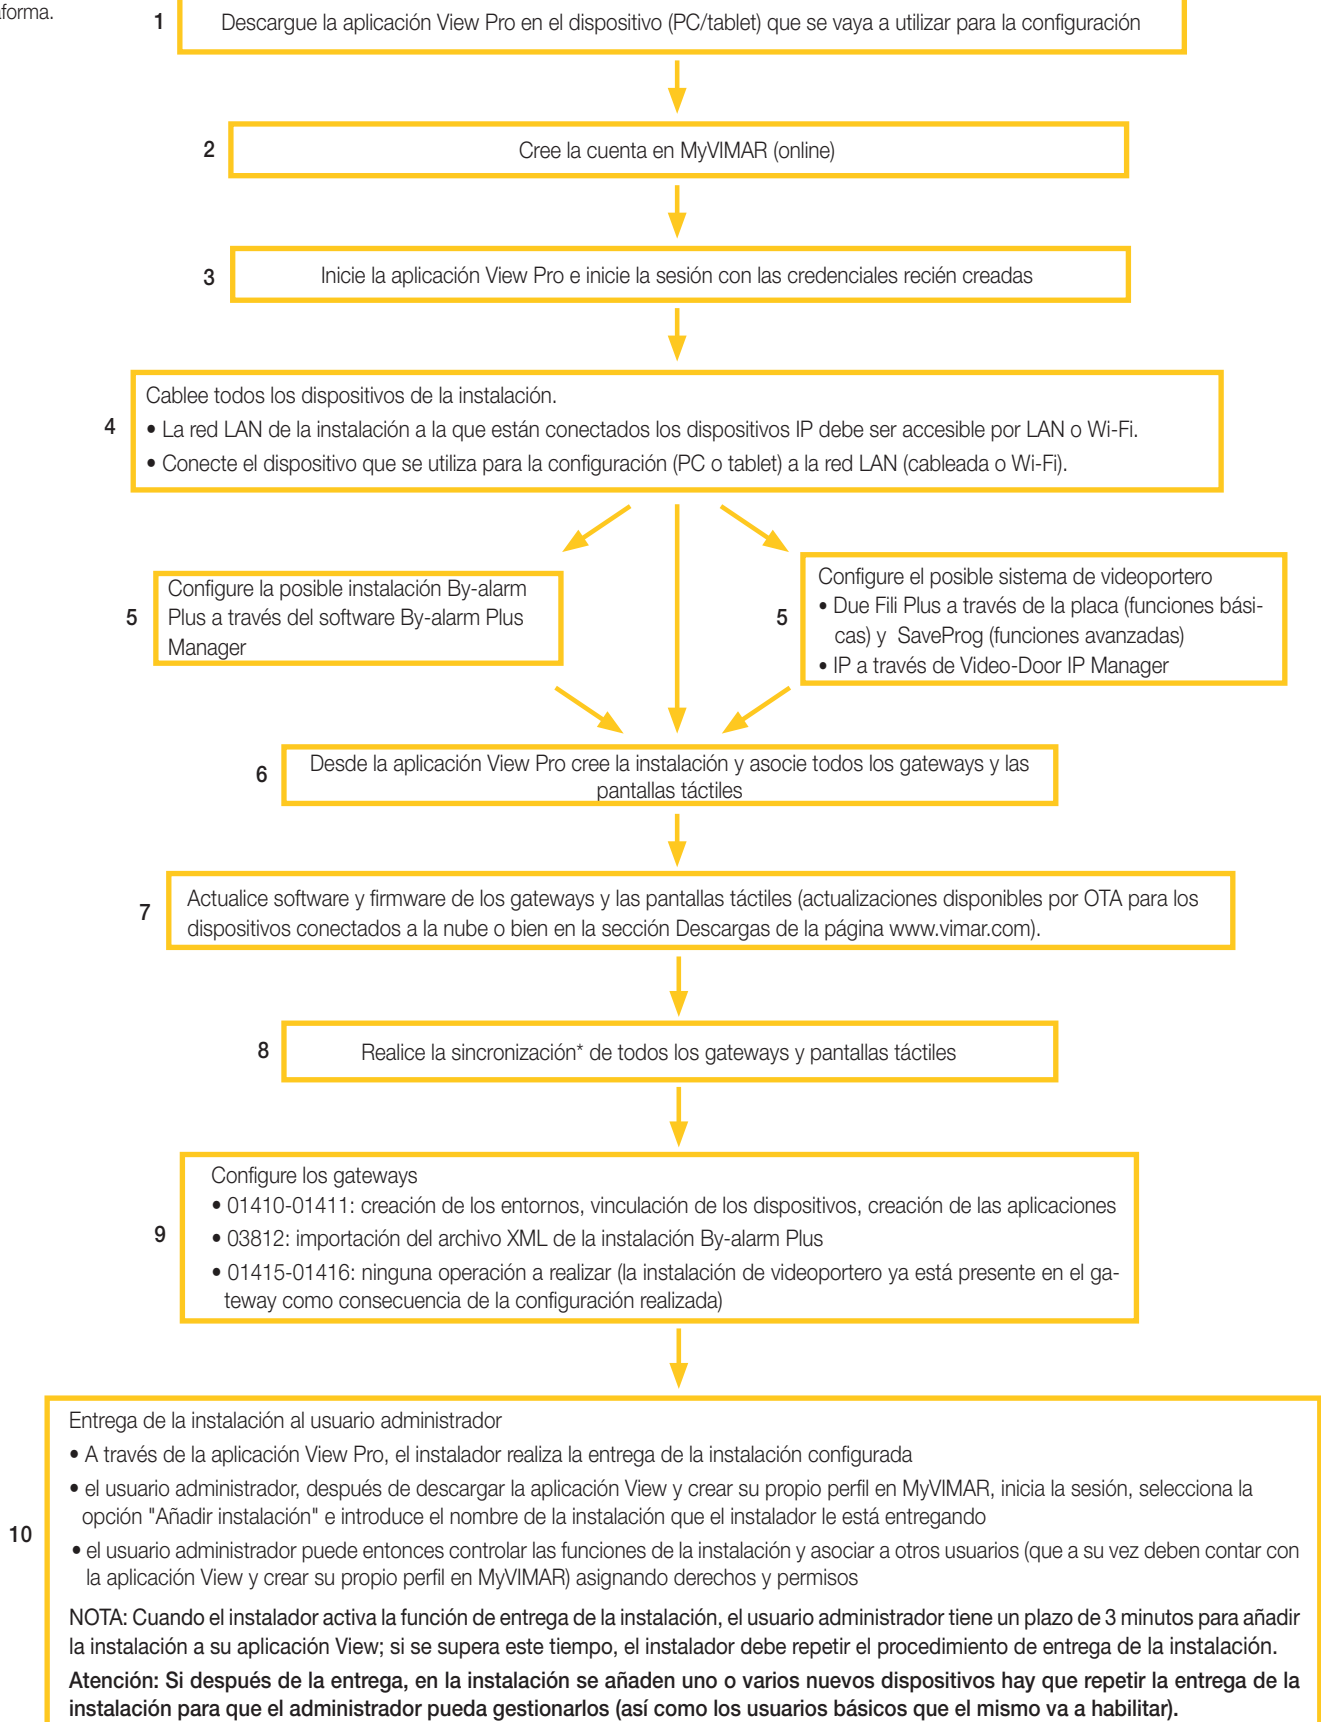 aforma.
1
Descargue la aplicación View Pro en el dispositivo (PC/tablet) que se vaya a utilizar para la configuración
2
Cree la cuenta en MyVIMAR (online)
3
Inicie la aplicación View Pro e inicie la sesión con las credenciales recién creadas
4
Cablee todos los dispositivos de la instalación.
• La red LAN de la instalación a la que están conectados los dispositivos IP debe ser accesible por LAN o Wi-Fi.
• Conecte el dispositivo que se utiliza para la configuración (PC o tablet) a la red LAN (cableada o Wi-Fi).
5
Configure la posible instalación By-alarm
Plus a través del software By-alarm Plus
Manager
5
Configure el posible sistema de videoportero
• Due Fili Plus a través de la placa (funciones bási-
cas) y SaveProg (funciones avanzadas)
• IP a través de Video-Door IP Manager
6
Desde la aplicación View Pro cree la instalación y asocie todos los gateways y las
pantallas táctiles
7
Actualice software y firmware de los gateways y las pantallas táctiles (actualizaciones disponibles por OTA para los
dispositivos conectados a la nube o bien en la sección Descargas de la página www.vimar.com).
8
Realice la sincronización* de todos los gateways y pantallas táctiles
9
Configure los gateways
• 01410-01411: creación de los entornos, vinculación de los dispositivos, creación de las aplicaciones
• 03812: importación del archivo XML de la instalación By-alarm Plus
• 01415-01416: ninguna operación a realizar (la instalación de videoportero ya está presente en el ga-
teway como consecuencia de la configuración realizada)
10
Entrega de la instalación al usuario administrador
• A través de la aplicación View Pro, el instalador realiza la entrega de la instalación configurada
• el usuario administrador, después de descargar la aplicación View y crear su propio perfil en MyVIMAR, inicia la sesión, selecciona la
opción "Añadir instalación" e introduce el nombre de la instalación que el instalador le está entregando
• el usuario administrador puede entonces controlar las funciones de la instalación y asociar a otros usuarios (que a su vez deben contar con
la aplicación View y crear su propio perfil en MyVIMAR) asignando derechos y permisos
NOTA: Cuando el instalador activa la función de entrega de la instalación, el usuario administrador tiene un plazo de 3 minutos para añadir
la instalación a su aplicación View; si se supera este tiempo, el instalador debe repetir el procedimiento de entrega de la instalación.
Atención: Si después de la entrega, en la instalación se añaden uno o varios nuevos dispositivos hay que repetir la entrega de la
instalación para que el administrador pueda gestionarlos (así como los usuarios básicos que el mismo va a habilitar).